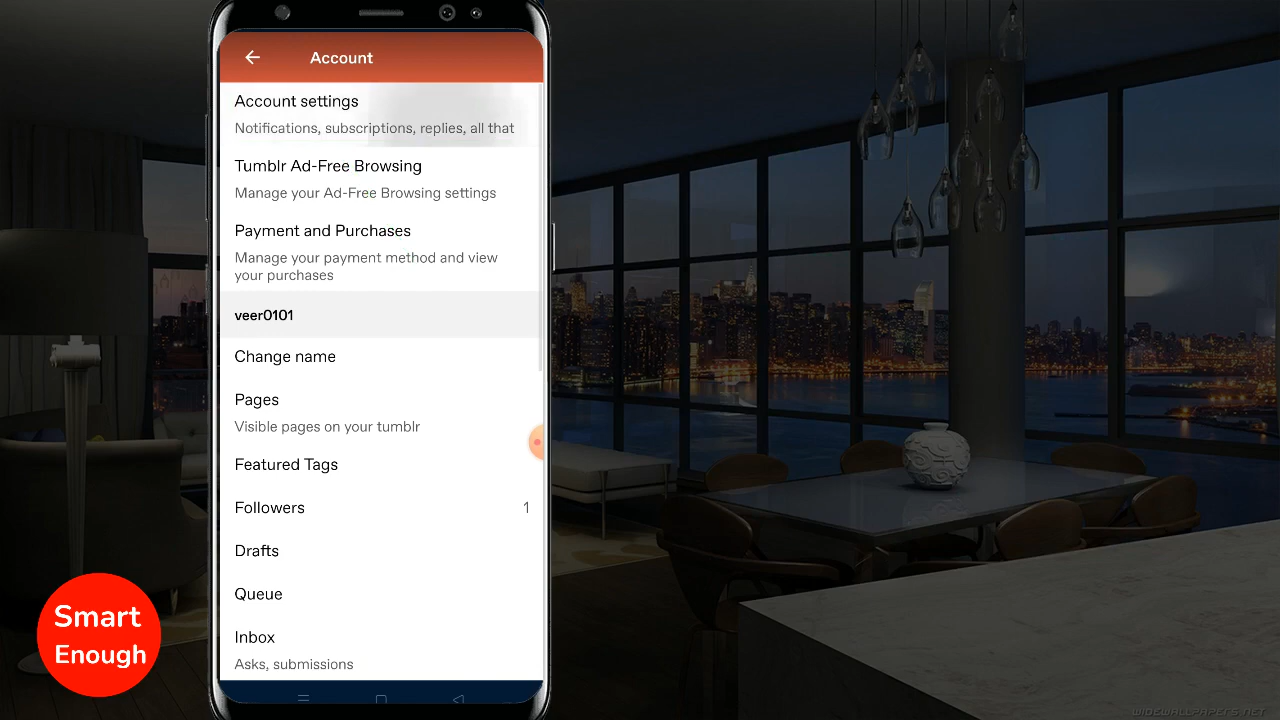 Account
Account settings
Notifications, subscriptions, replies, all that
Tumblr Ad-Free Browsing
Manage your Ad-Free Browsing settings
Payment and Purchases
Manage your payment method and view
your purchases
veer0101
Change name
Pages
Visible pages on your tumblr
Featured Tags
Followers 1
Drafts
Queue
Inbox
Asks, submissions
Smart
Enough
WIDEWALLPAPERS.NET